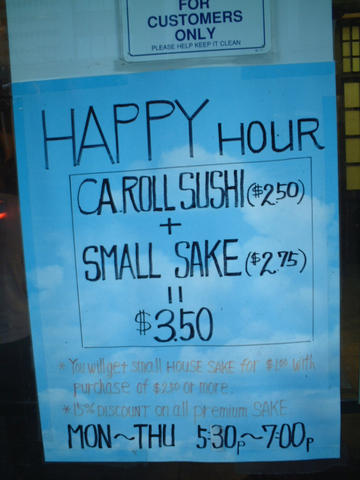 FOR
CUSTOMERS
ONLY
PLEASE HELP KEEP IT CLEAN
HAPPY HOUR
CA.ROLL SUSHI ($2.50)
+
SMALL SAKE ($2.75)
=
$3.50
* You will get small HOUSE SAKE for $1.00 with
purchase of $2.50 or more.
* 15% DISCOUNT on all premium SAKE
MON~THU 5:30p~7:00p